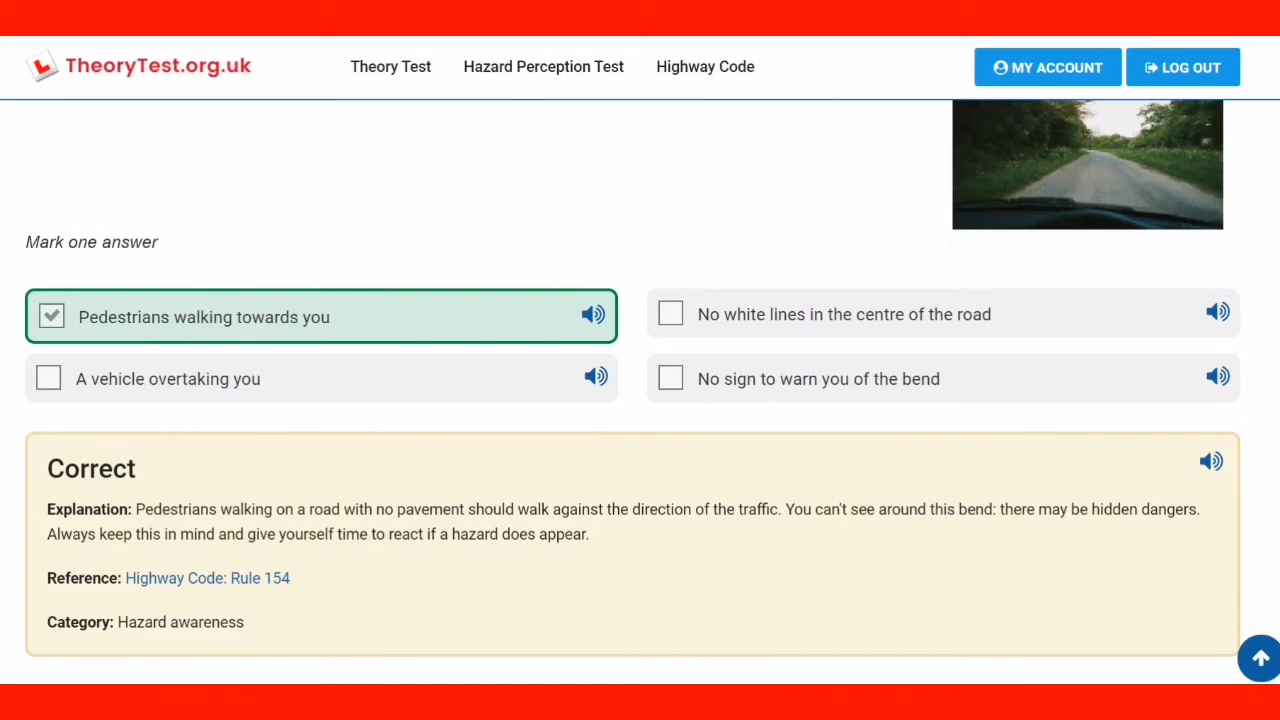 TheoryTest.org.uk
Theory Test
Hazard Perception Test
Highway Code
MY ACCOUNT
LOG OUT
Mark one answer
Pedestrians walking towards you
No white lines in the centre of the road
A vehicle overtaking you
No sign to warn you of the bend
Correct
Explanation: Pedestrians walking on a road with no pavement should walk against the direction of the traffic. You can't see around this bend: there may be hidden dangers.
Always keep this in mind and give yourself time to react if a hazard does appear.
Reference: Highway Code: Rule 154
Category: Hazard awareness